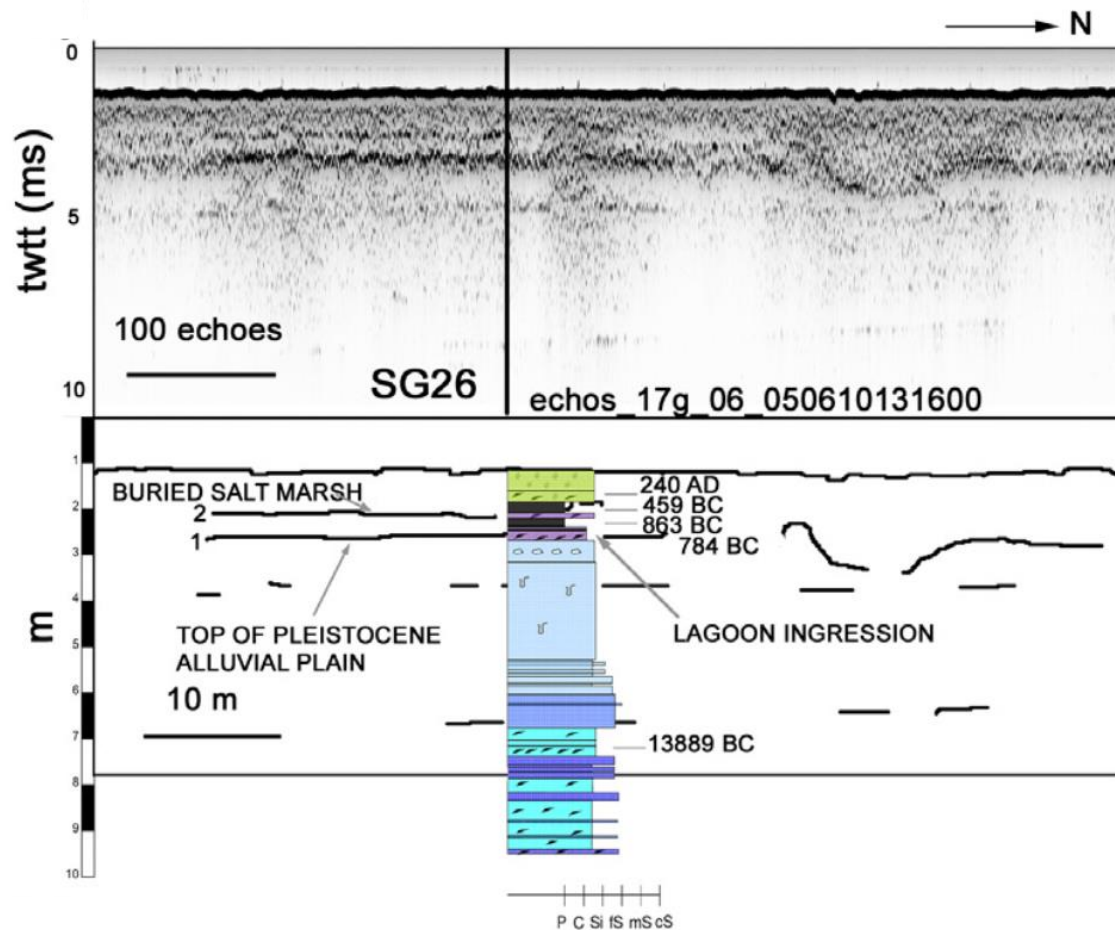 N
0
twtt (ms)
5
100 echoes
10
SG26
echos_17g_06_050610131600
1
BURIED SALT MARSH
240 AD
2
2
459 BC
863 BC
1
784 BC
3
4
m
TOP OF PLEISTOCENE
ALLUVIAL PLAIN
LAGOON INGRESSION
5
6
10 m
7
13889 BC
8
9
10
P C Si fS mS cS